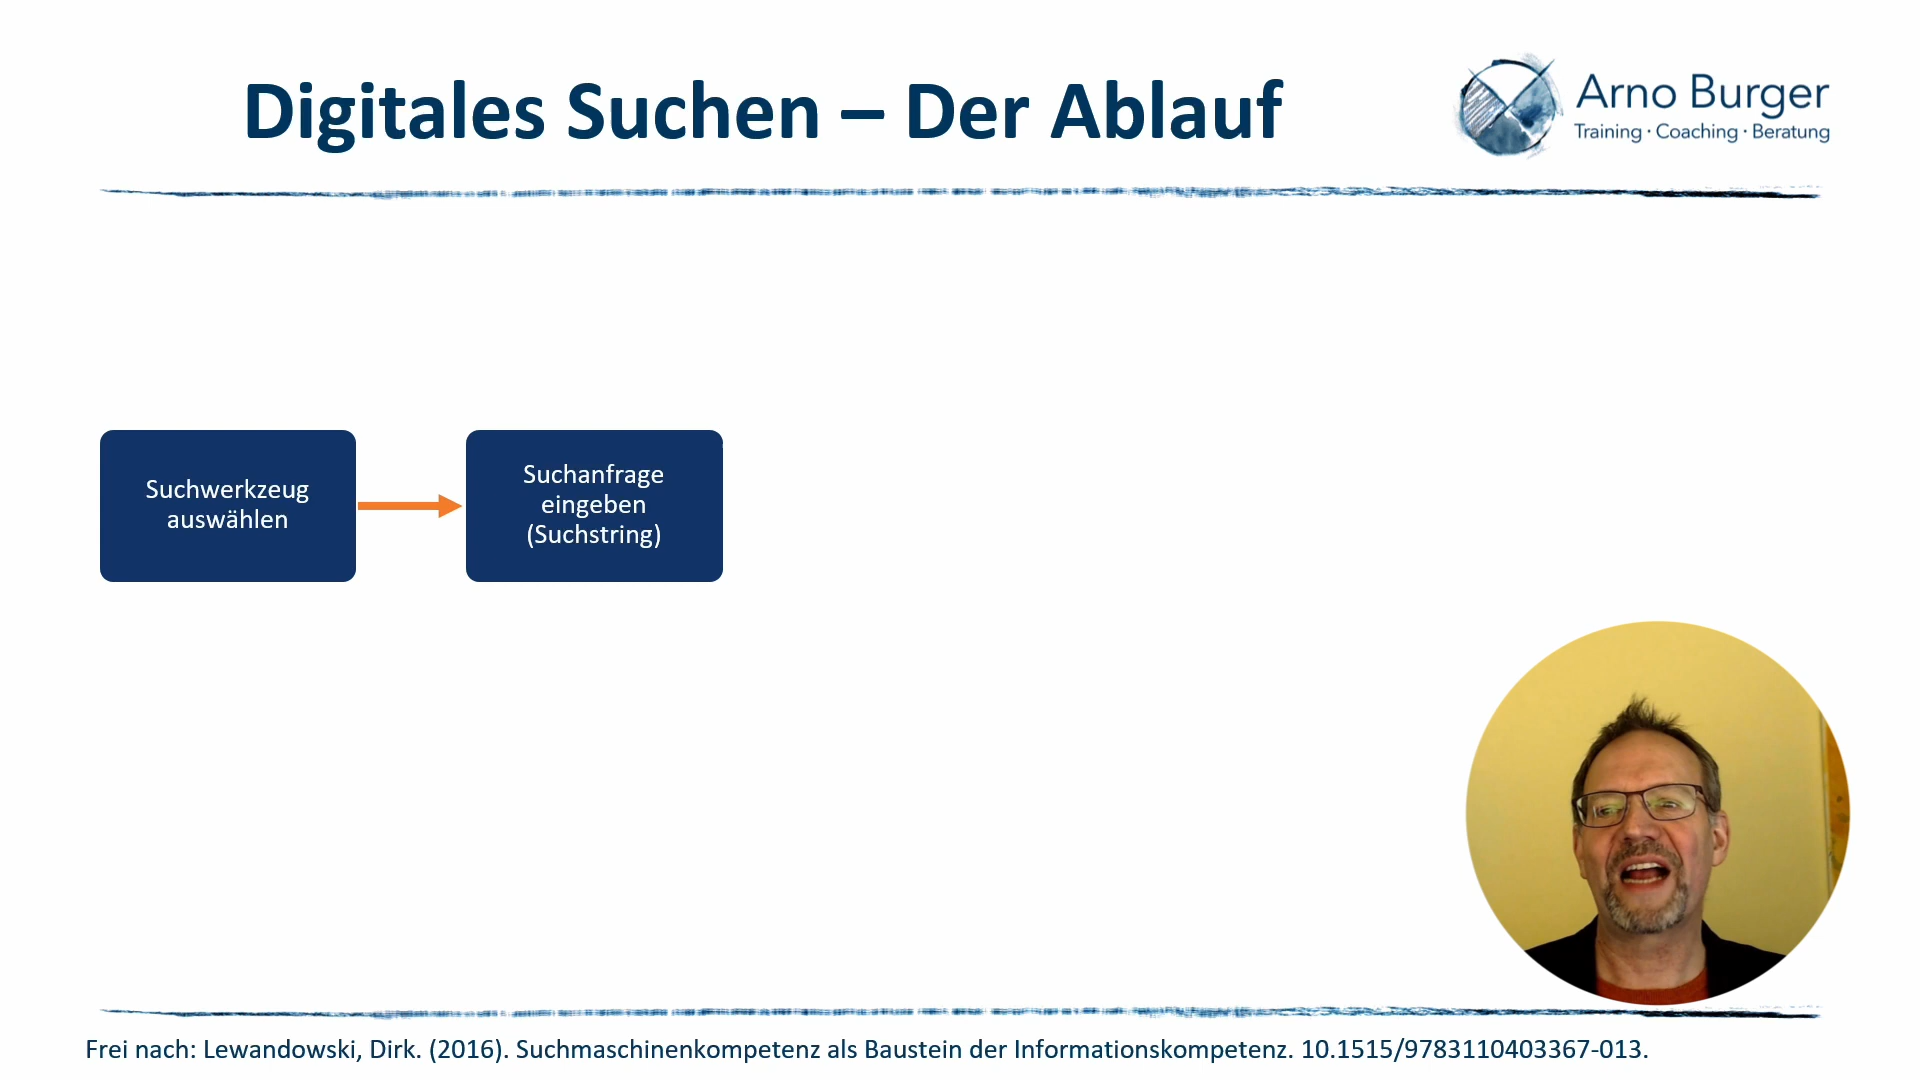 Digitales Suchen – Der Ablauf
Arno Burger
Training · Coaching · Beratung
Suchwerkzeug
auswählen
Suchanfrage
eingeben
(Suchstring)
Frei nach: Lewandowski, Dirk. (2016). Suchmaschinenkompetenz als Baustein der Informationskompetenz. 10.1515/9783110403367-013.